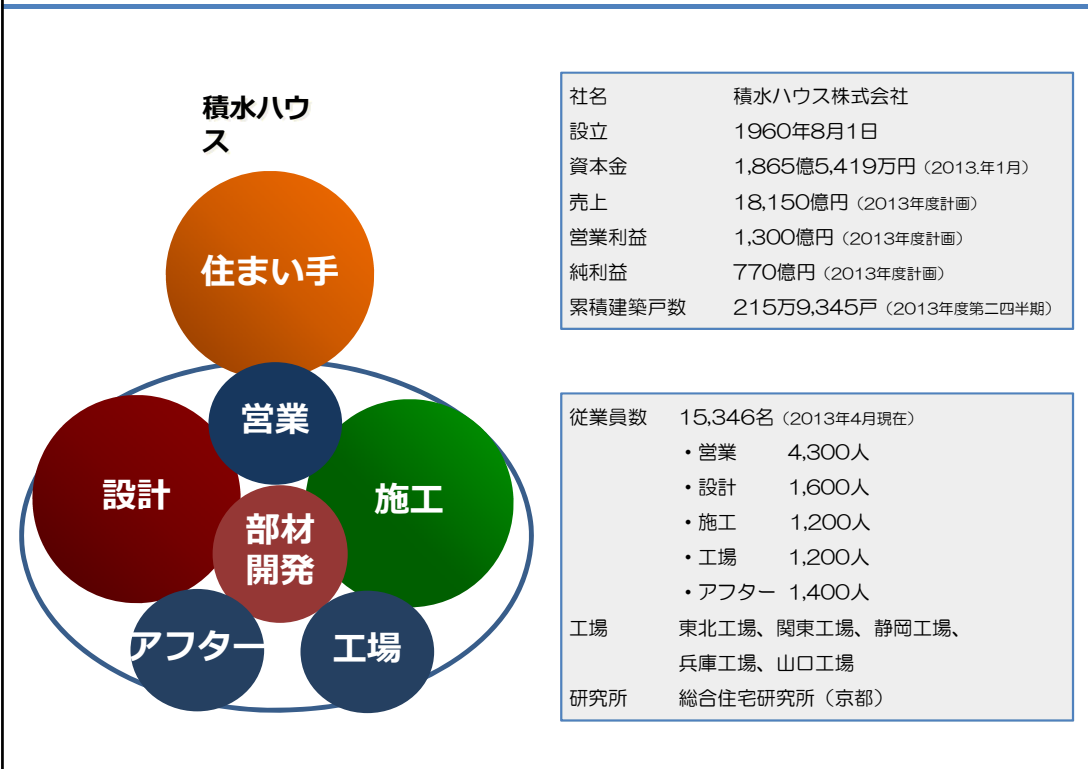 積水ハウ
ス
住まい手
営業
設計
施工
部材
開発
アフター
工場
社名 積水ハウス株式会社
設立 1960年8月1日
資本金 1,865億5,419万円（2013.年1月）
売上 18,150億円（2013年度計画）
営業利益 1,300億円（2013年度計画）
純利益 770億円（2013年度計画）
累積建築戸数 215万9,345戸（2013年度第二四半期）
従業員数 15,346名（2013年4月現在）
・営業 4,300人
・設計 1,600人
・施工 1,200人
・工場 1,200人
・アフター 1,400人
工場 東北工場、関東工場、静岡工場、
兵庫工場、山口工場
研究所 総合住宅研究所（京都）